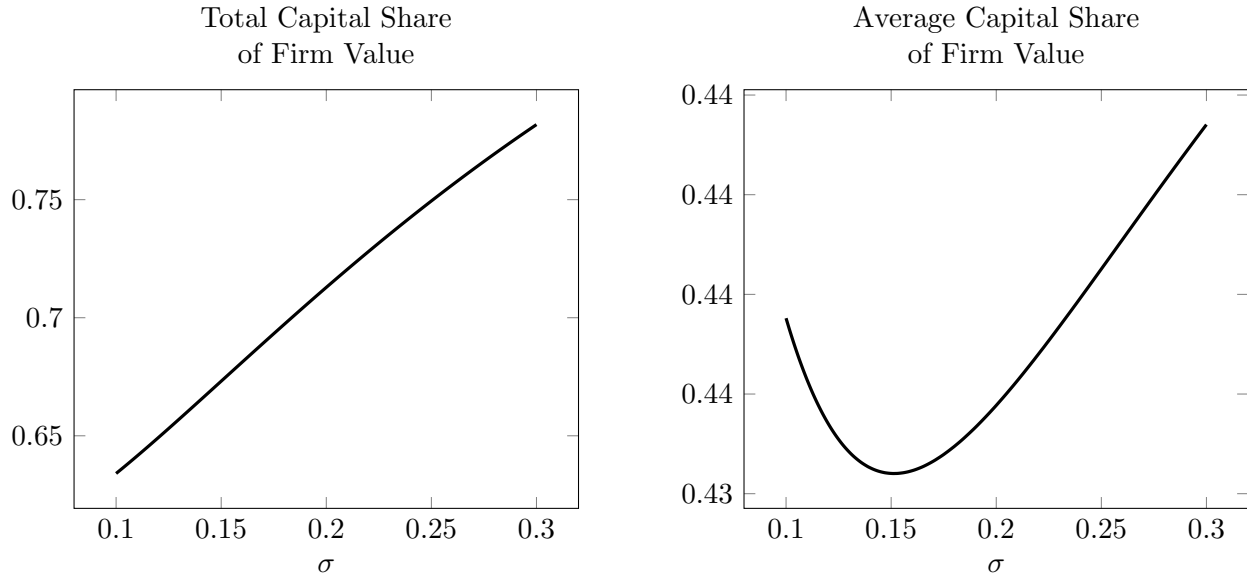 Total Capital Share
of Firm Value
0.75
0.7
0.65
0.1 0.15 0.2 0.25 0.3
σ
Average Capital Share
of Firm Value
0.44
0.44
0.44
0.44
0.43
0.1 0.15 0.2 0.25 0.3
σ